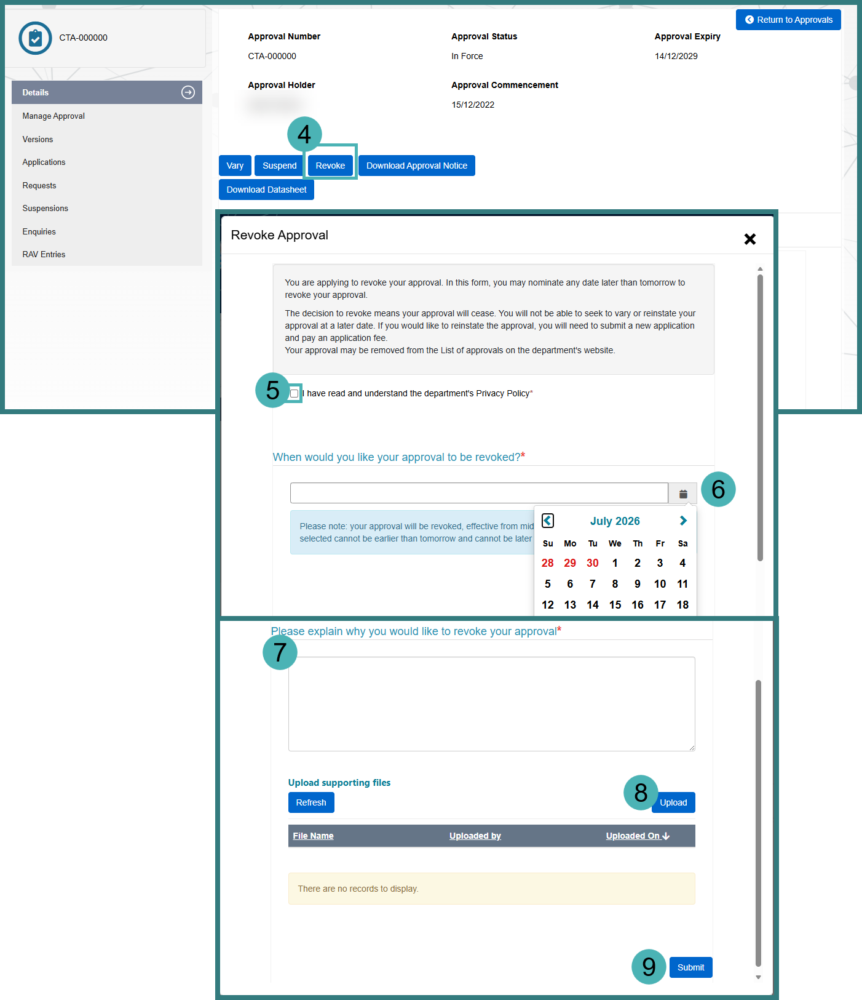 CTA-000000
Return to Approvals
Approval Number
Approval Status
Approval Expiry
CTA-000000
In Force
14/12/2029
Approval Holder
Approval Commencement
15/12/2022
Details
Manage Approval
Versions
Applications
Requests
Suspensions
Enquiries
RAV Entries
4
Vary
Suspend
Revoke
Download Approval Notice
Download Datasheet
Revoke Approval
You are applying to revoke your approval. In this form, you may nominate any date later than tomorrow to
revoke your approval.
The decision to revoke means your approval will cease. You will not be able to seek to vary or reinstate your
approval at a later date. If you would like to reinstate the approval, you will need to submit a new application
and pay an application fee.
Your approval may be removed from the List of approvals on the department's website.
5
I have read and understand the department's Privacy Policy*
When would you like your approval to be revoked?*
6
Please note: your approval will be revoked, effective from mid
selected cannot be earlier than tomorrow and cannot be later
July 2026
Su Mo Tu We Th Fr Sa
28 29 30 1 2 3 4
5 6 7 8 9 10 11
12 13 14 15 16 17 18
Please explain why you would like to revoke your approval*
7
Upload supporting files
Refresh
8
Upload
File Name
Uploaded by
Uploaded On
There are no records to display.
9
Submit